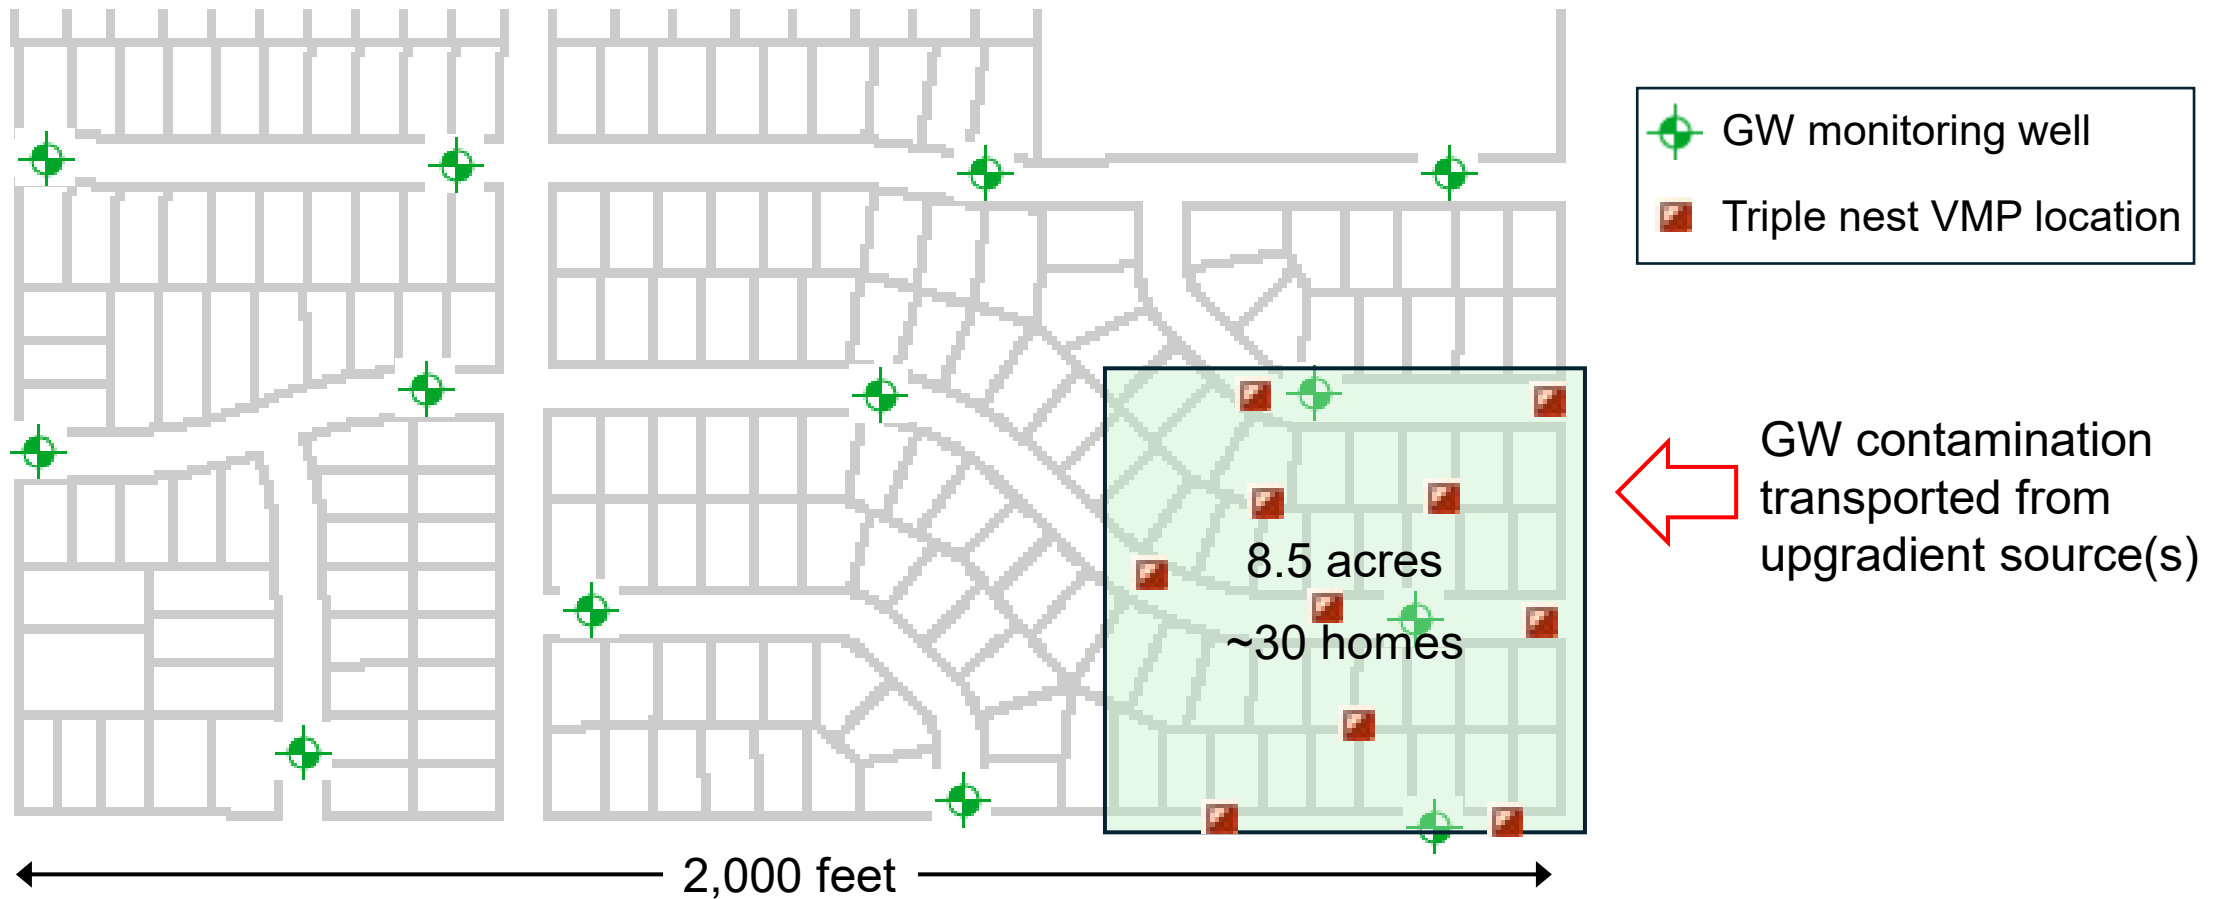 GW monitoring well
Triple nest VMP location
GW contamination
transported from
upgradient source(s)
8.5 acres
~30 homes
2,000 feet